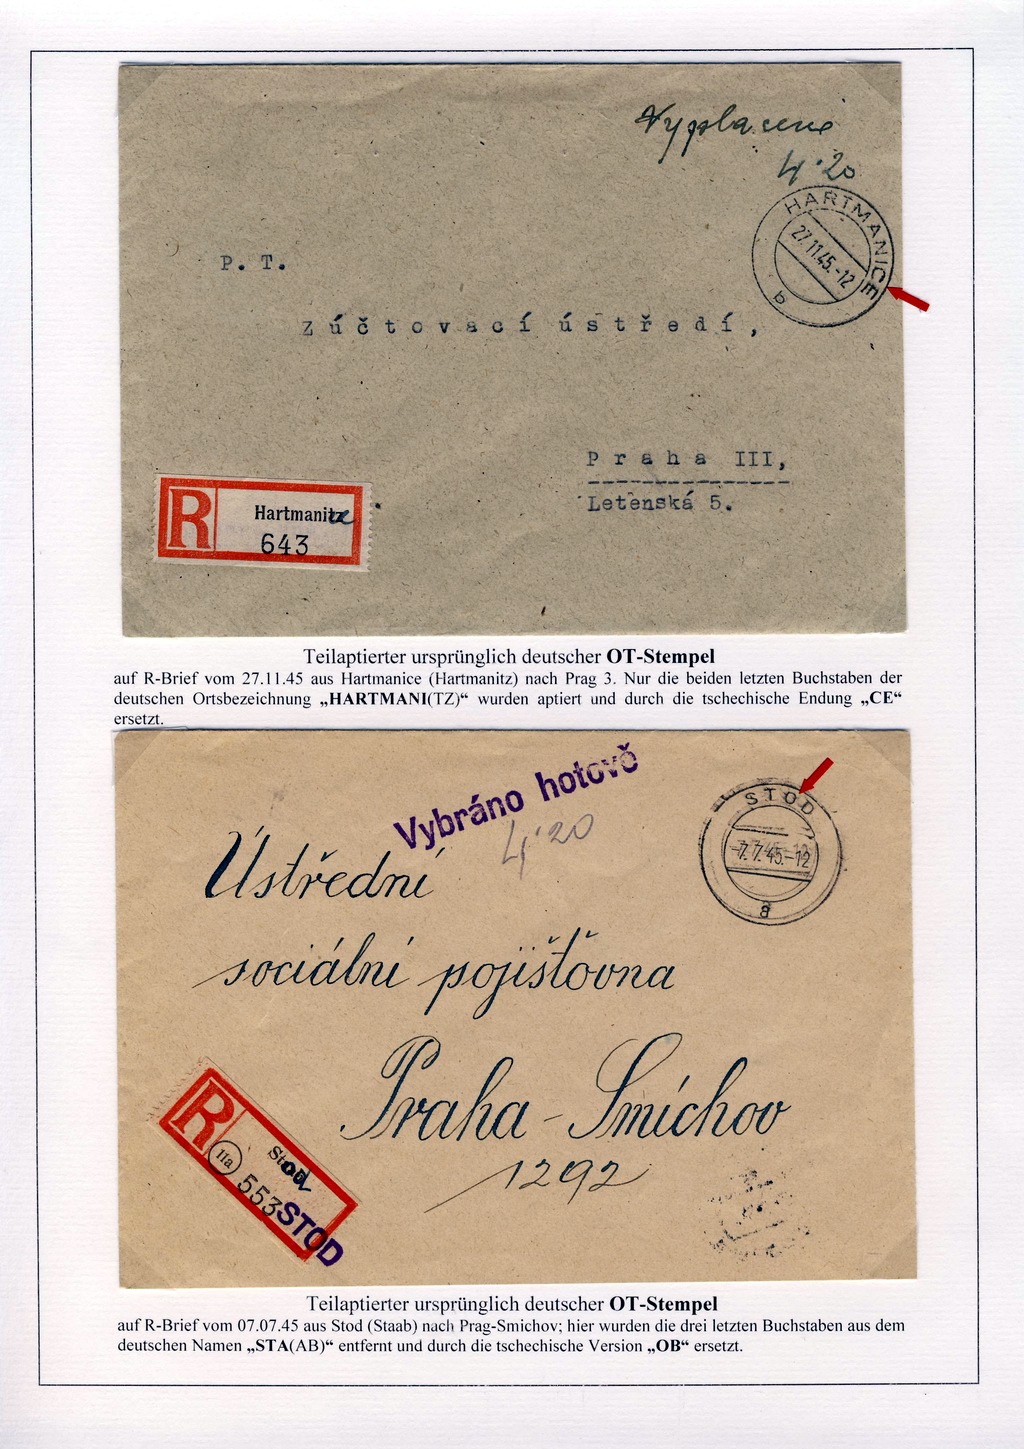 Vyplaceno
4·20
HARTMANICE
27.11.45.-12
b
P. T.
Zúčtovací ústředí,
Praha III,
Letenská 5.
R
Hartmanitz
643
Teilaptierter ursprünglich deutscher OT-Stempel
auf R-Brief vom 27.11.45 aus Hartmanice (Hartmanitz) nach Prag 3. Nur die beiden letzten Buchstaben der
deutschen Ortsbezeichnung „HARTMANI(TZ)“ wurden aptiert und durch die tschechische Endung „CE“
ersetzt.
Vybráno hotově
4·20
STOD
7.7.45.-12
a
Ústřední
sociální pojišťovna
Praha-Smíchov
1292
R
11a
553
STOD
Teilaptierter ursprünglich deutscher OT-Stempel
auf R-Brief vom 07.07.45 aus Stod (Staab) nach Prag-Smichov; hier wurden die drei letzten Buchstaben aus dem
deutschen Namen „STA(AB)“ entfernt und durch die tschechische Version „OB“ ersetzt.